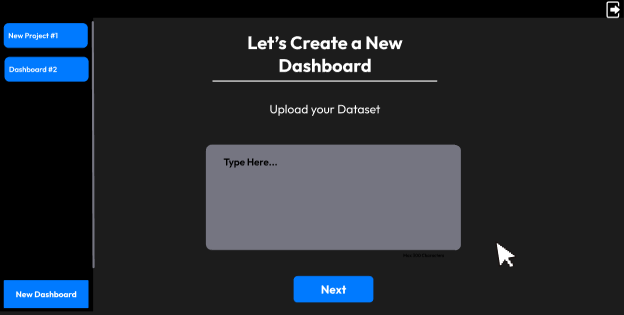 New Project #1
Dashboard #2
New Dashboard
Let's Create a New
Dashboard
Upload your Dataset
Type Here...
Next